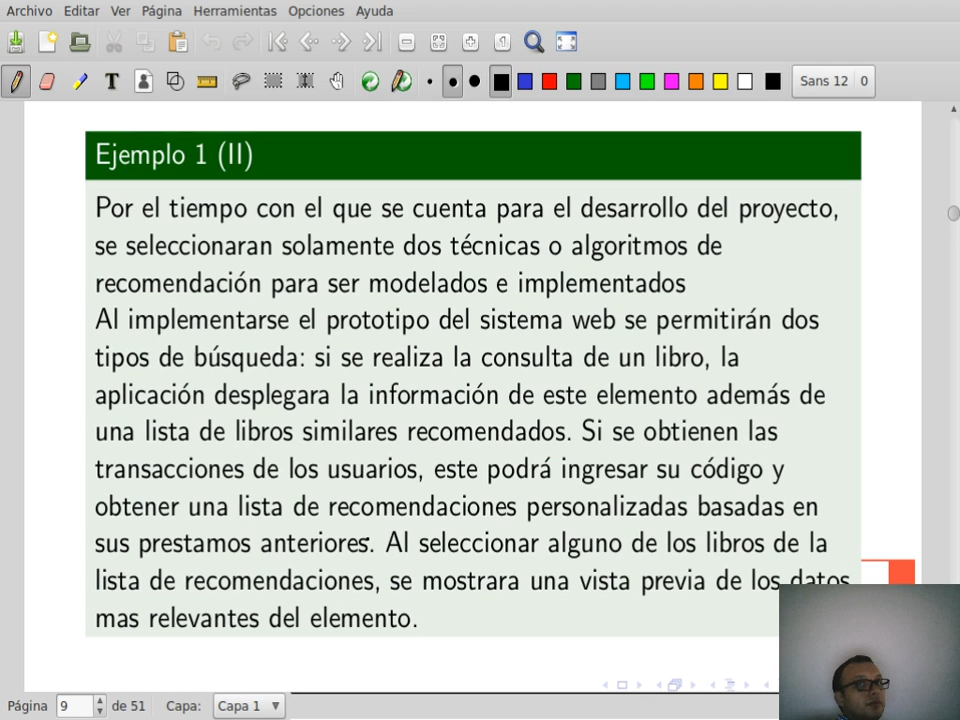 Archivo Editar Ver Página Herramientas Opciones Ayuda
T Sans 12 0
Ejemplo 1 (II)
Por el tiempo con el que se cuenta para el desarrollo del proyecto,
se seleccionaran solamente dos técnicas o algoritmos de
recomendación para ser modelados e implementados
Al implementarse el prototipo del sistema web se permitirán dos
tipos de búsqueda: si se realiza la consulta de un libro, la
aplicación desplegara la información de este elemento además de
una lista de libros similares recomendados. Si se obtienen las
transacciones de los usuarios, este podrá ingresar su código y
obtener una lista de recomendaciones personalizadas basadas en
sus prestamos anteriores. Al seleccionar alguno de los libros de la
lista de recomendaciones, se mostrara una vista previa de los datos
mas relevantes del elemento.
Página 9 de 51 Capa: Capa 1